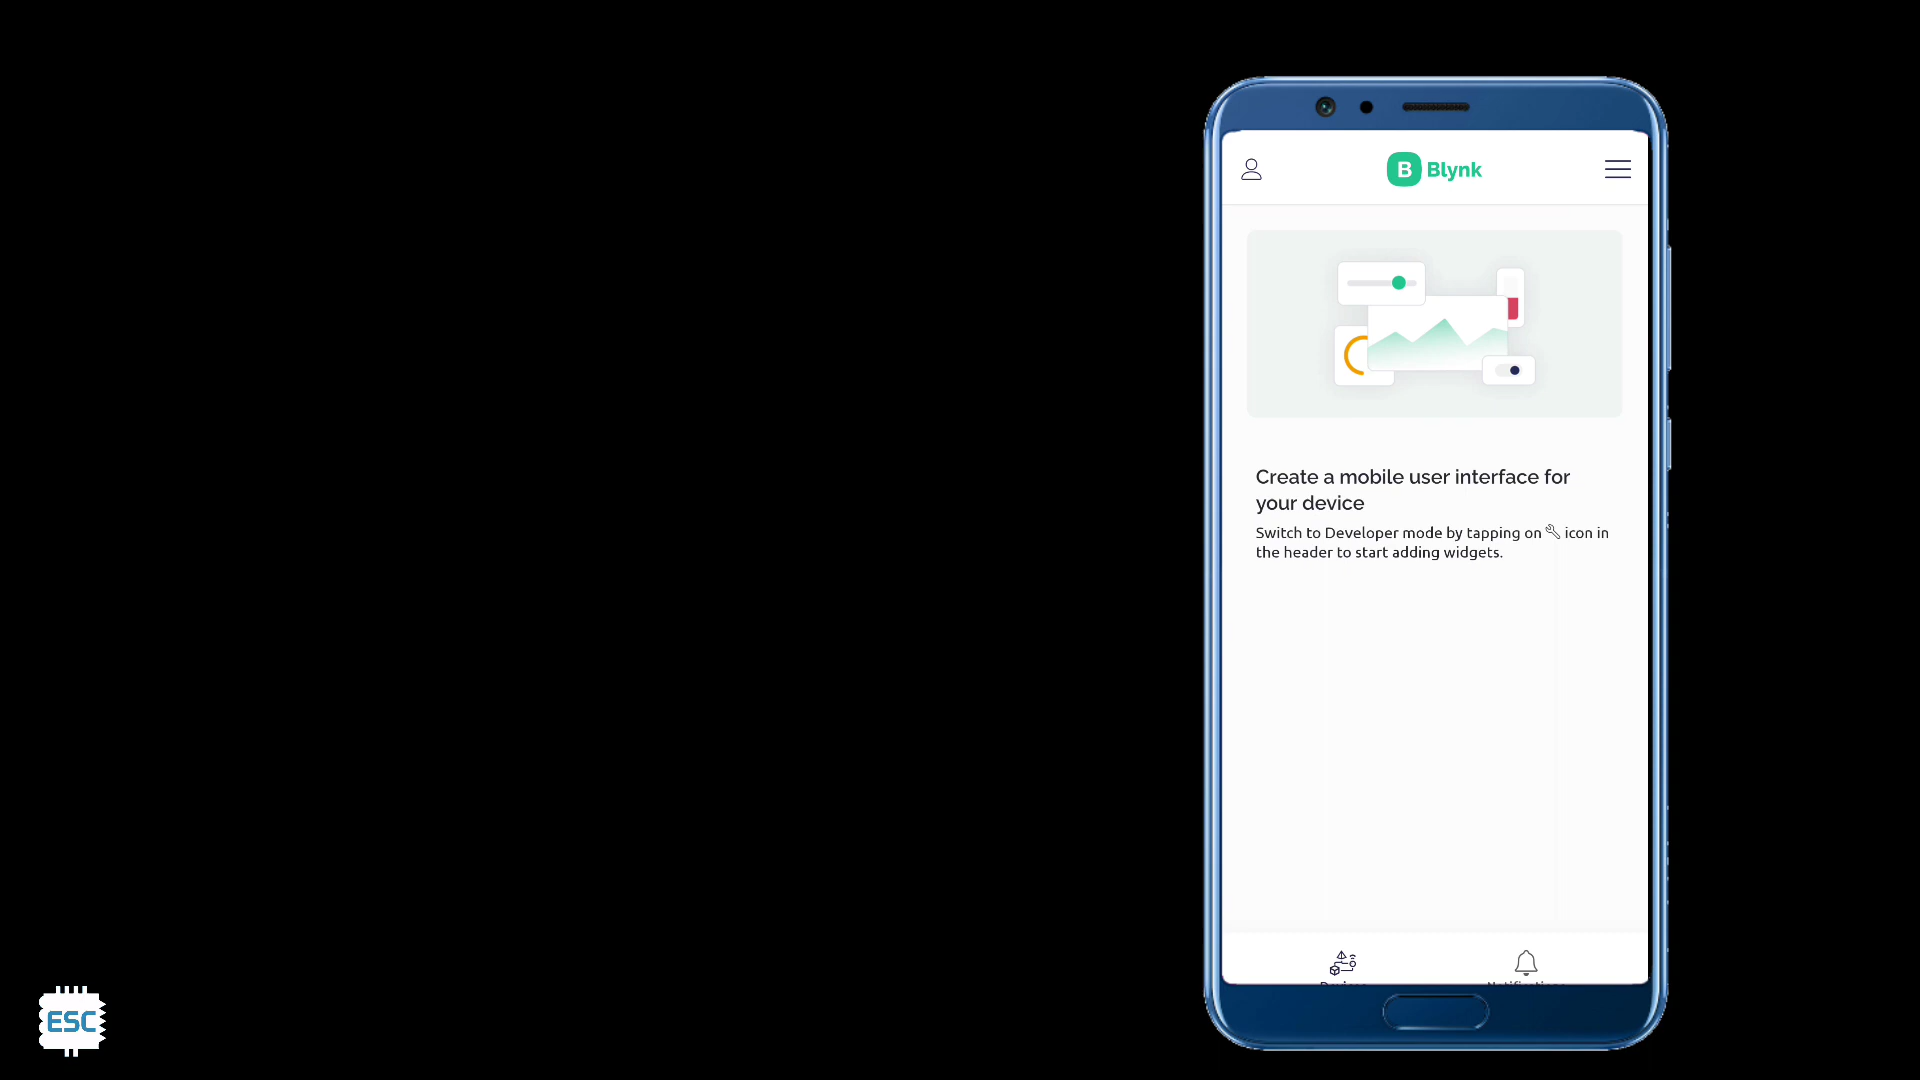 B Blynk
Create a mobile user interface for
your device
Switch to Developer mode by tapping on icon in
the header to start adding widgets.
ESC